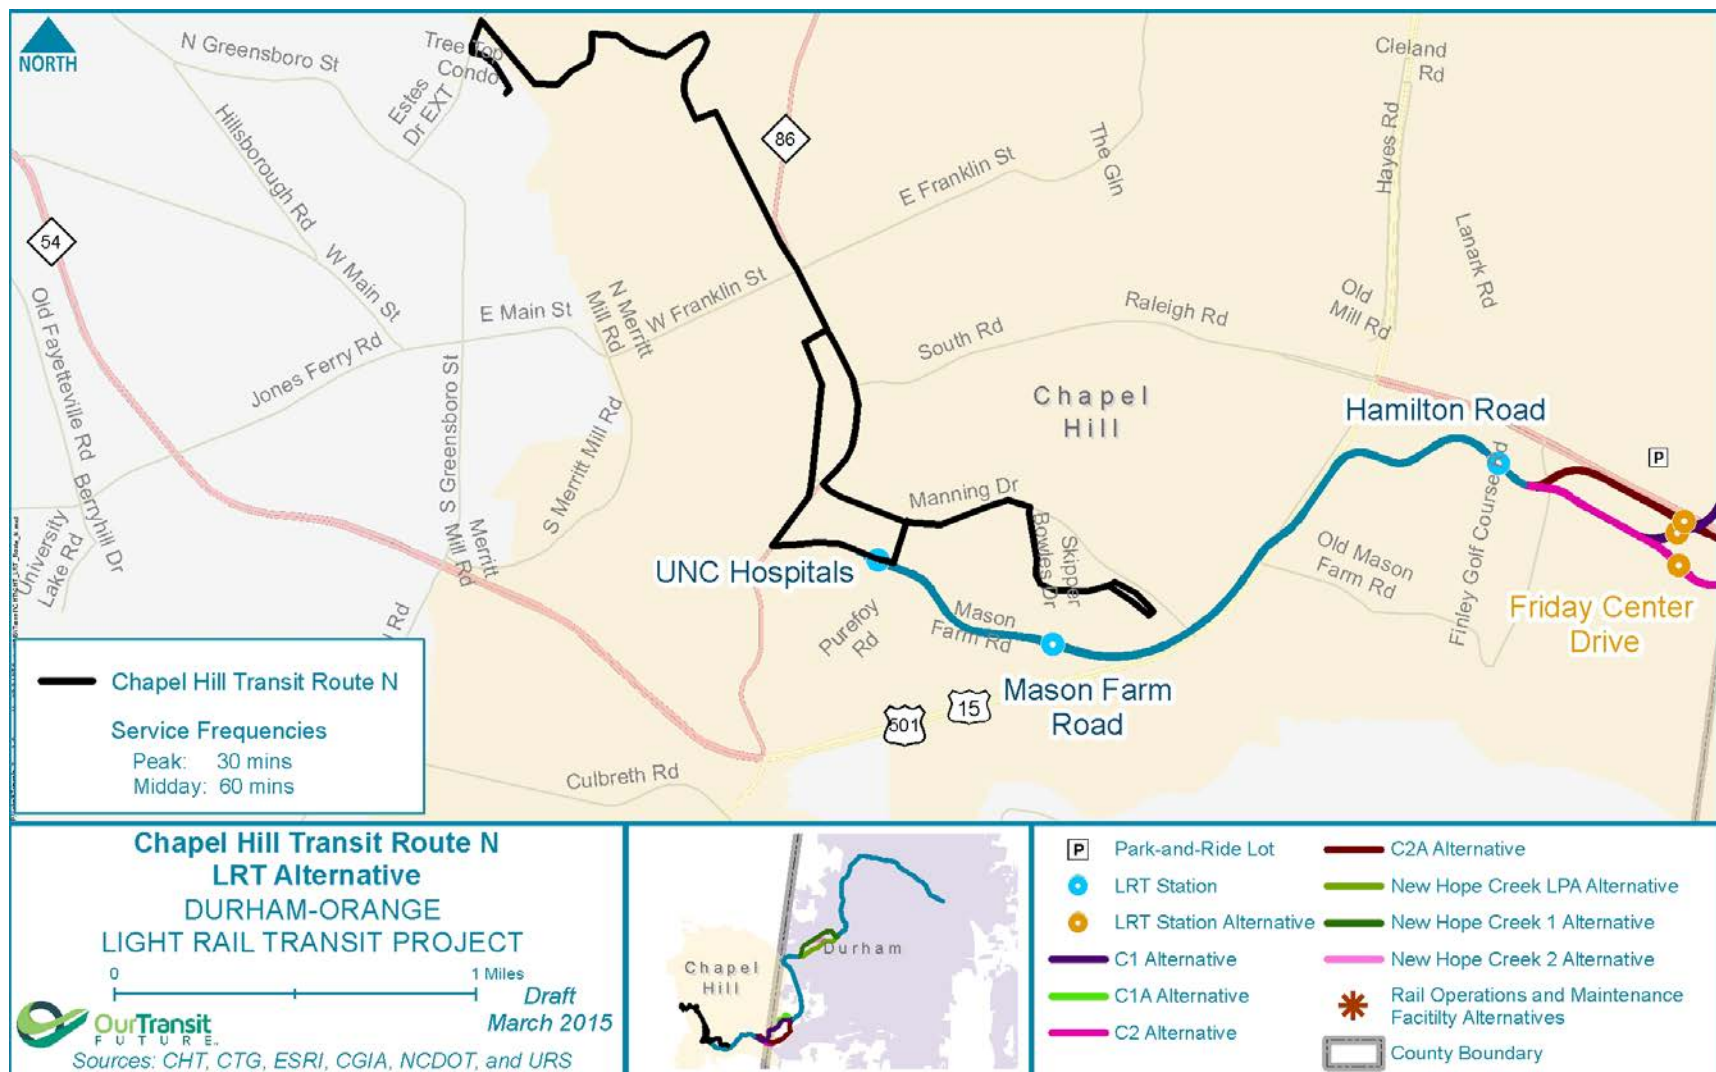 NORTH
N Greensboro St
Tree Top
Condo
Estes
Dr EXT
Hillsborough Rd
86
Cleland
Rd
The Gln
Hayes Rd
E Franklin St
54
W Main St
Old Fayetteville Rd
N Merritt
Mill Rd
W Franklin St
E Main St
Jones Ferry Rd
South Rd
Raleigh Rd
Old
Mill Rd
Lanark Rd
Chapel
Hill
Hamilton Road
P
S Greensboro St
S Merritt Mill Rd
Berryhill Dr
University
Lake Rd
Merritt
Mill Rd
Manning Dr
Bowles Dr
Skipper
UNC Hospitals
Purefoy
Rd
Mason
Farm Rd
Old Mason
Farm Rd
Finley Golf Course Rd
Friday Center
Drive
Mason Farm
Road
15
501
Culbreth Rd
Rd
Chapel Hill Transit Route N
Service Frequencies
Peak: 30 mins
Midday: 60 mins
Chapel Hill Transit Route N
LRT Alternative
DURHAM-ORANGE
LIGHT RAIL TRANSIT PROJECT
0 1 Miles
Draft
March 2015
OurTransit
FUTURE
Sources: CHT, CTG, ESRI, CGIA, NCDOT, and URS
Durham
Chapel
Hill
P Park-and-Ride Lot
LRT Station
LRT Station Alternative
C1 Alternative
C1A Alternative
C2 Alternative
C2A Alternative
New Hope Creek LPA Alternative
New Hope Creek 1 Alternative
New Hope Creek 2 Alternative
Rail Operations and Maintenance
Faciltiy Alternatives
County Boundary